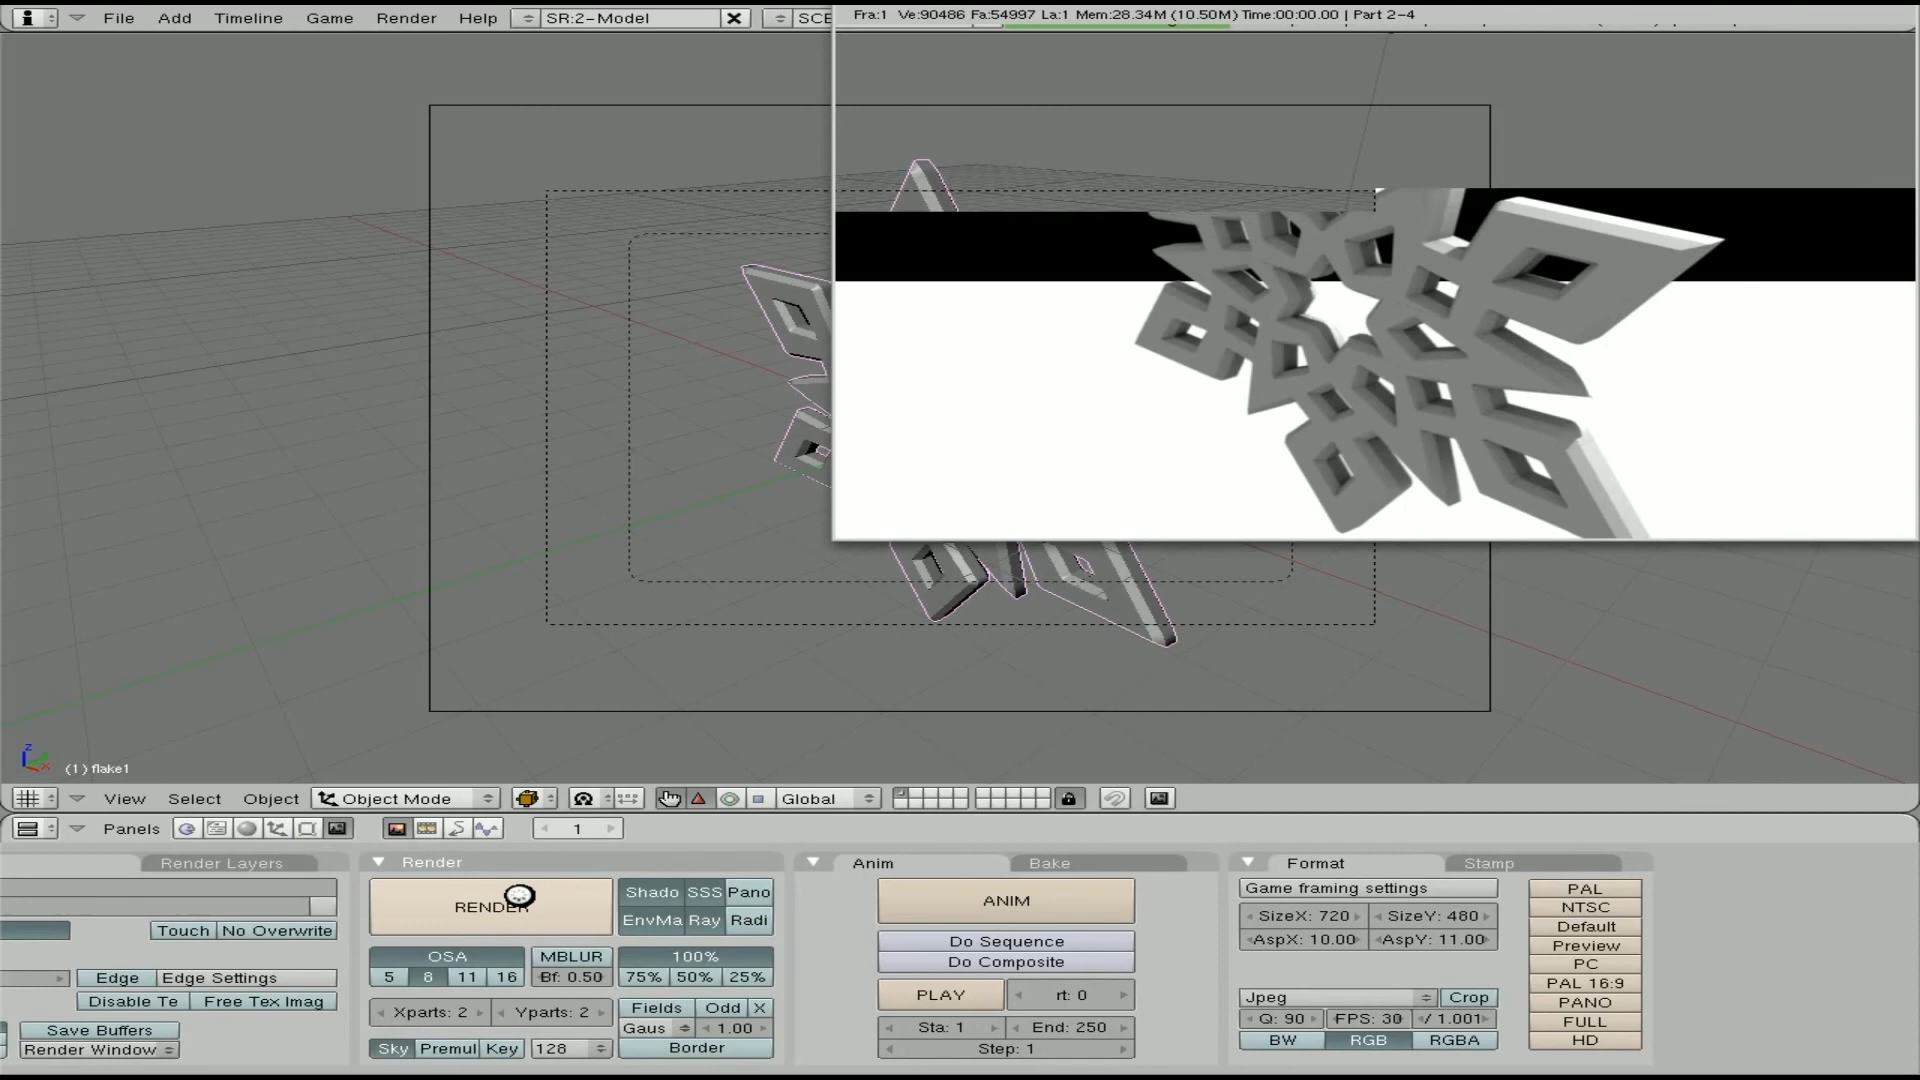 File Add Timeline Game Render Help SR:2-Model SCE
Fra:1 Ve:90486 Fa:54997 La:1 Mem:28.34M (10.50M) Time:00:00.00 | Part 2-4
z
x
(1) flake1
View Select Object Object Mode Global
Panels 1
Render Layers
Touch No Overwrite
Edge Edge Settings
Disable Te Free Tex Imag
Save Buffers
Render Window
Render
RENDER
Shado SSS Pano
EnvMa Ray Radi
OSA MBLUR 100%
5 8 11 16 Bf: 0.50 75% 50% 25%
Xparts: 2 Yparts: 2 Fields Odd X
Gaus 1.00
Sky Premul Key 128 Border
Anim Bake
ANIM
Do Sequence
Do Composite
PLAY rt: 0
Sta: 1 End: 250
Step: 1
Format Stamp
Game framing settings
SizeX: 720 SizeY: 480
AspX: 10.00 AspY: 11.00
Jpeg Crop
Q: 90 FPS: 30 / 1.001
BW RGB RGBA
PAL
NTSC
Default
Preview
PC
PAL 16:9
PANO
FULL
HD